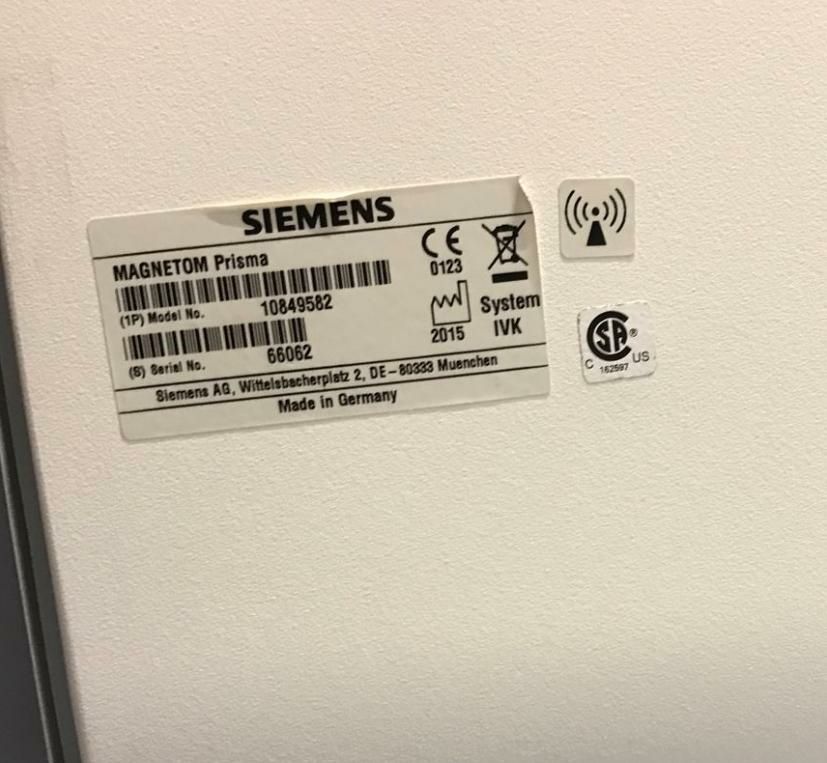 SIEMENS
MAGNETOM Prisma
(1P) Model No. 10849582
(S) Serial No. 66062
CE
0123
2015
System
IVK
Siemens AG, Wittelsbacherplatz 2, DE-80333 Muenchen
Made in Germany
SA®
C 162597 US